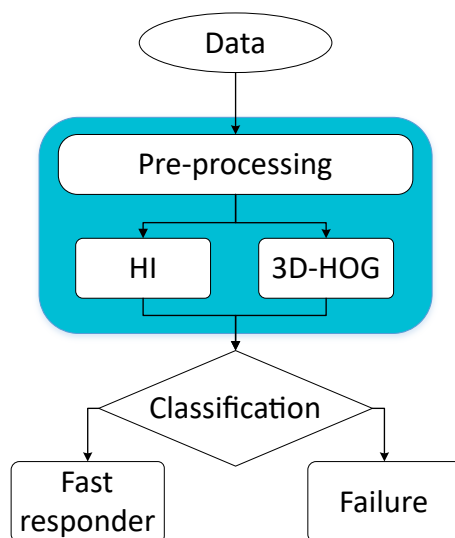 Data
Pre-processing
HI
3D-HOG
Classification
Fast
responder
Failure